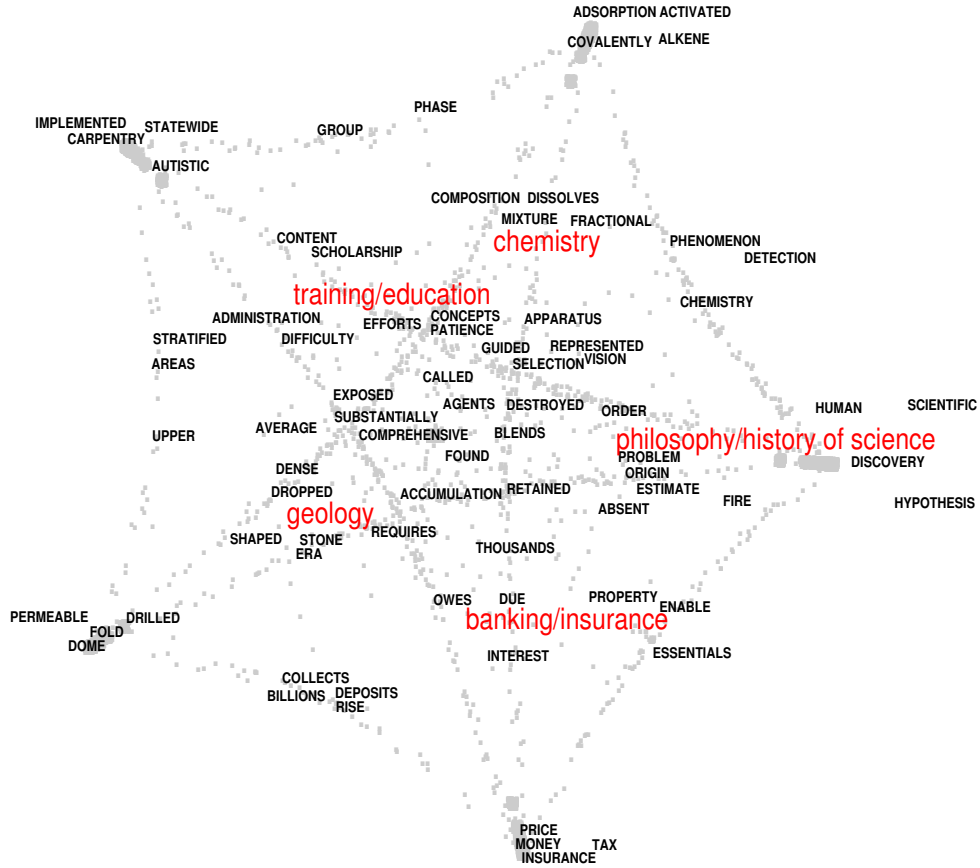 ADSORPTION ACTIVATED
COVALENTLY ALKENE
PHASE
IMPLEMENTED
STATEWIDE
GROUP
CARPENTRY
AUTISTIC
COMPOSITION DISSOLVES
MIXTURE FRACTIONAL
chemistry
CONTENT
SCHOLARSHIP
PHENOMENON
DETECTION
training/education
CHEMISTRY
ADMINISTRATION
EFFORTS
CONCEPTS
PATIENCE
APPARATUS
STRATIFIED
DIFFICULTY
GUIDED
REPRESENTED
SELECTION
VISION
AREAS
CALLED
EXPOSED
AGENTS
DESTROYED
ORDER
HUMAN
SCIENTIFIC
SUBSTANTIALLY
UPPER
AVERAGE
COMPREHENSIVE
BLENDS
philosophy/history of science
FOUND
PROBLEM
DISCOVERY
DENSE
ORIGIN
DROPPED
ACCUMULATION
RETAINED
ESTIMATE
ABSENT
FIRE
HYPOTHESIS
geology
SHAPED
STONE
REQUIRES
ERA
THOUSANDS
OWES
DUE
PROPERTY
ENABLE
PERMEABLE
DRILLED
banking/insurance
FOLD
DOME
INTEREST
ESSENTIALS
COLLECTS
BILLIONS
DEPOSITS
RISE
PRICE
MONEY
TAX
INSURANCE